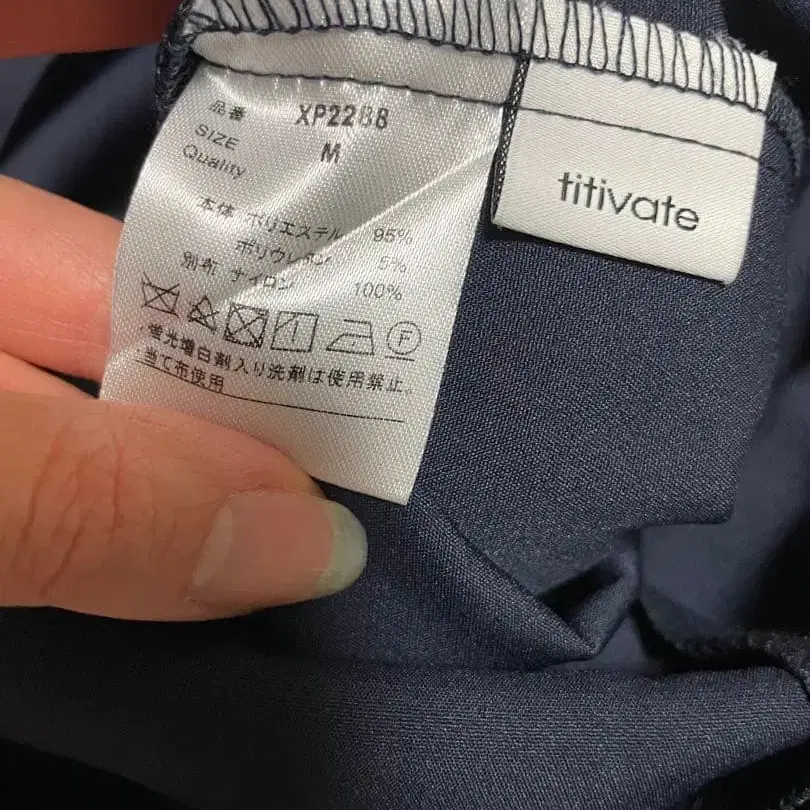 品番 XP2288
SIZE M
Quality
本体 ポリエステル 95%
ポリウレタン 5%
別布 ナイロン 100%
F
・蛍光増白剤入り洗剤は使用禁止。
・当て布使用
titivate